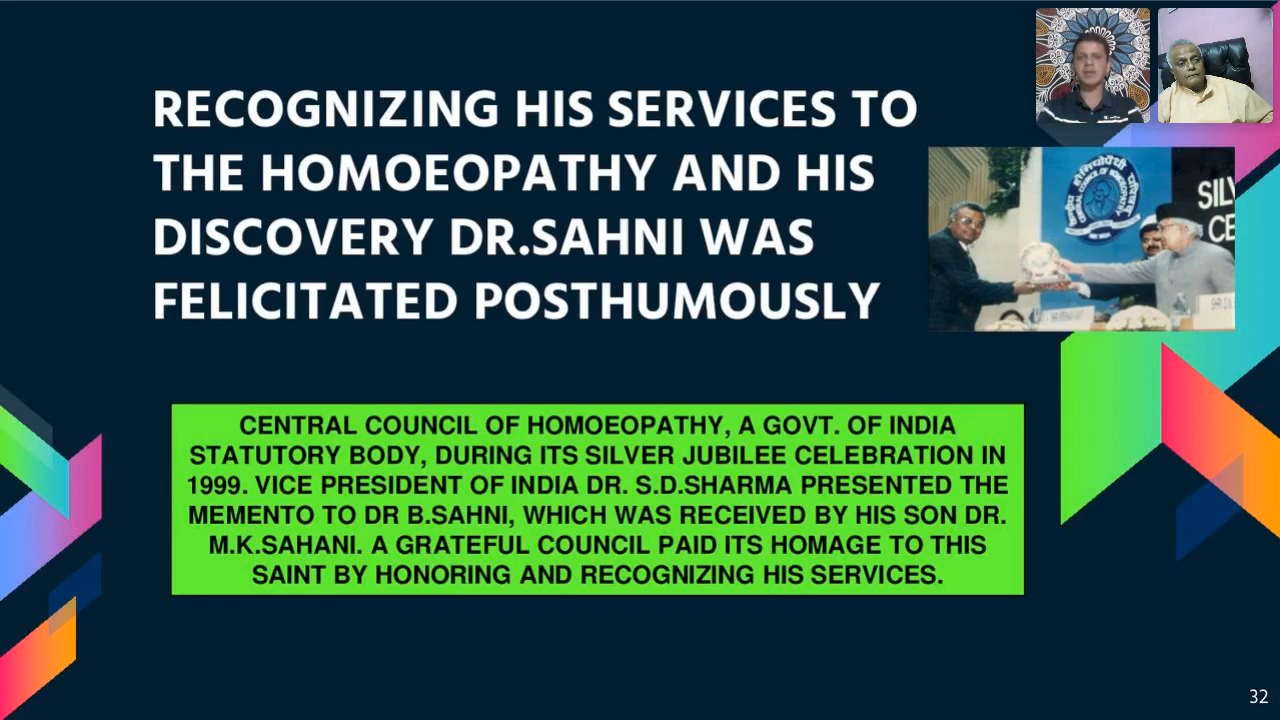 RECOGNIZING HIS SERVICES TO
THE HOMOEOPATHY AND HIS
DISCOVERY DR.SAHNI WAS
FELICITATED POSTHUMOUSLY
SIL
CE
CENTRAL COUNCIL OF HOMOEOPATHY, A GOVT. OF INDIA
STATUTORY BODY, DURING ITS SILVER JUBILEE CELEBRATION IN
1999. VICE PRESIDENT OF INDIA DR. S.D.SHARMA PRESENTED THE
MEMENTO TO DR B.SAHNI, WHICH WAS RECEIVED BY HIS SON DR.
M.K.SAHANI. A GRATEFUL COUNCIL PAID ITS HOMAGE TO THIS
SAINT BY HONORING AND RECOGNIZING HIS SERVICES.
32